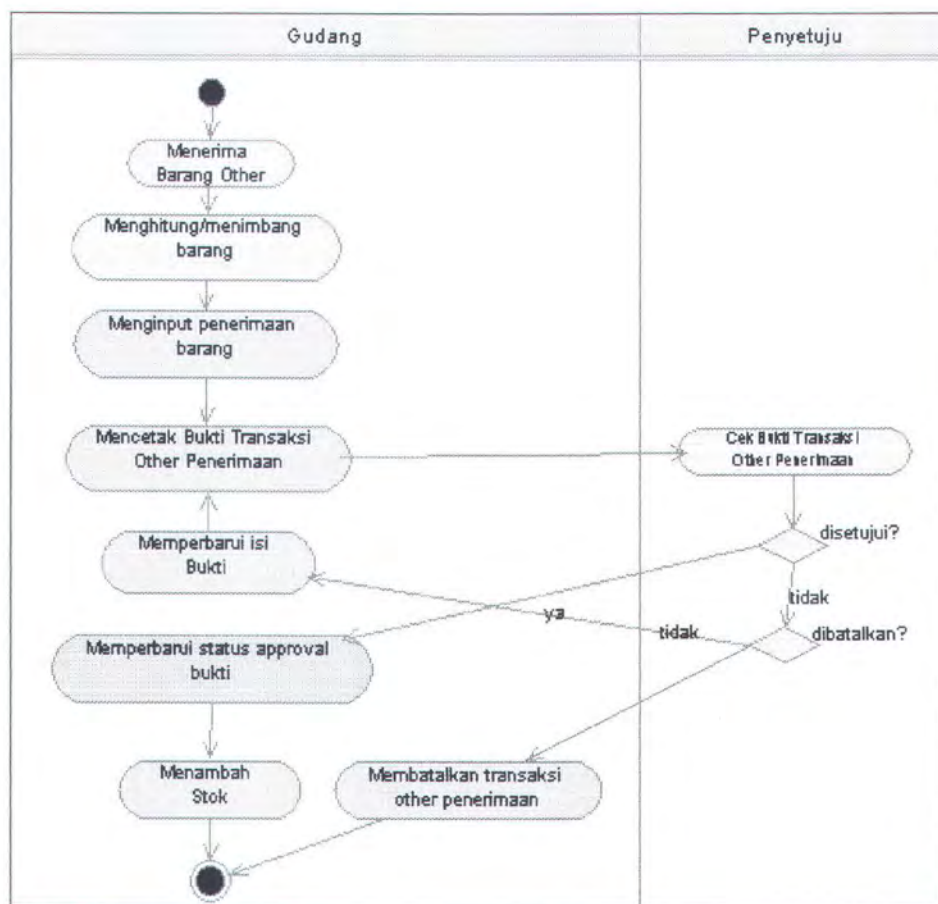 Gudang
Penyetuju
Menerima
Barang Other
Menghitung/menimbang
barang
Menginput penerimaan
barang
Mencetak Bukti Transaksi
Other Penerimaan
Cek Bukti Transaksi
Other Penerimaan
disetujui?
Memperbarui isi
Bukti
tidak
ya
tidak
dibatalkan?
Memperbarui status approval
bukti
Menambah
Stok
Membatalkan transaksi
other penerimaan